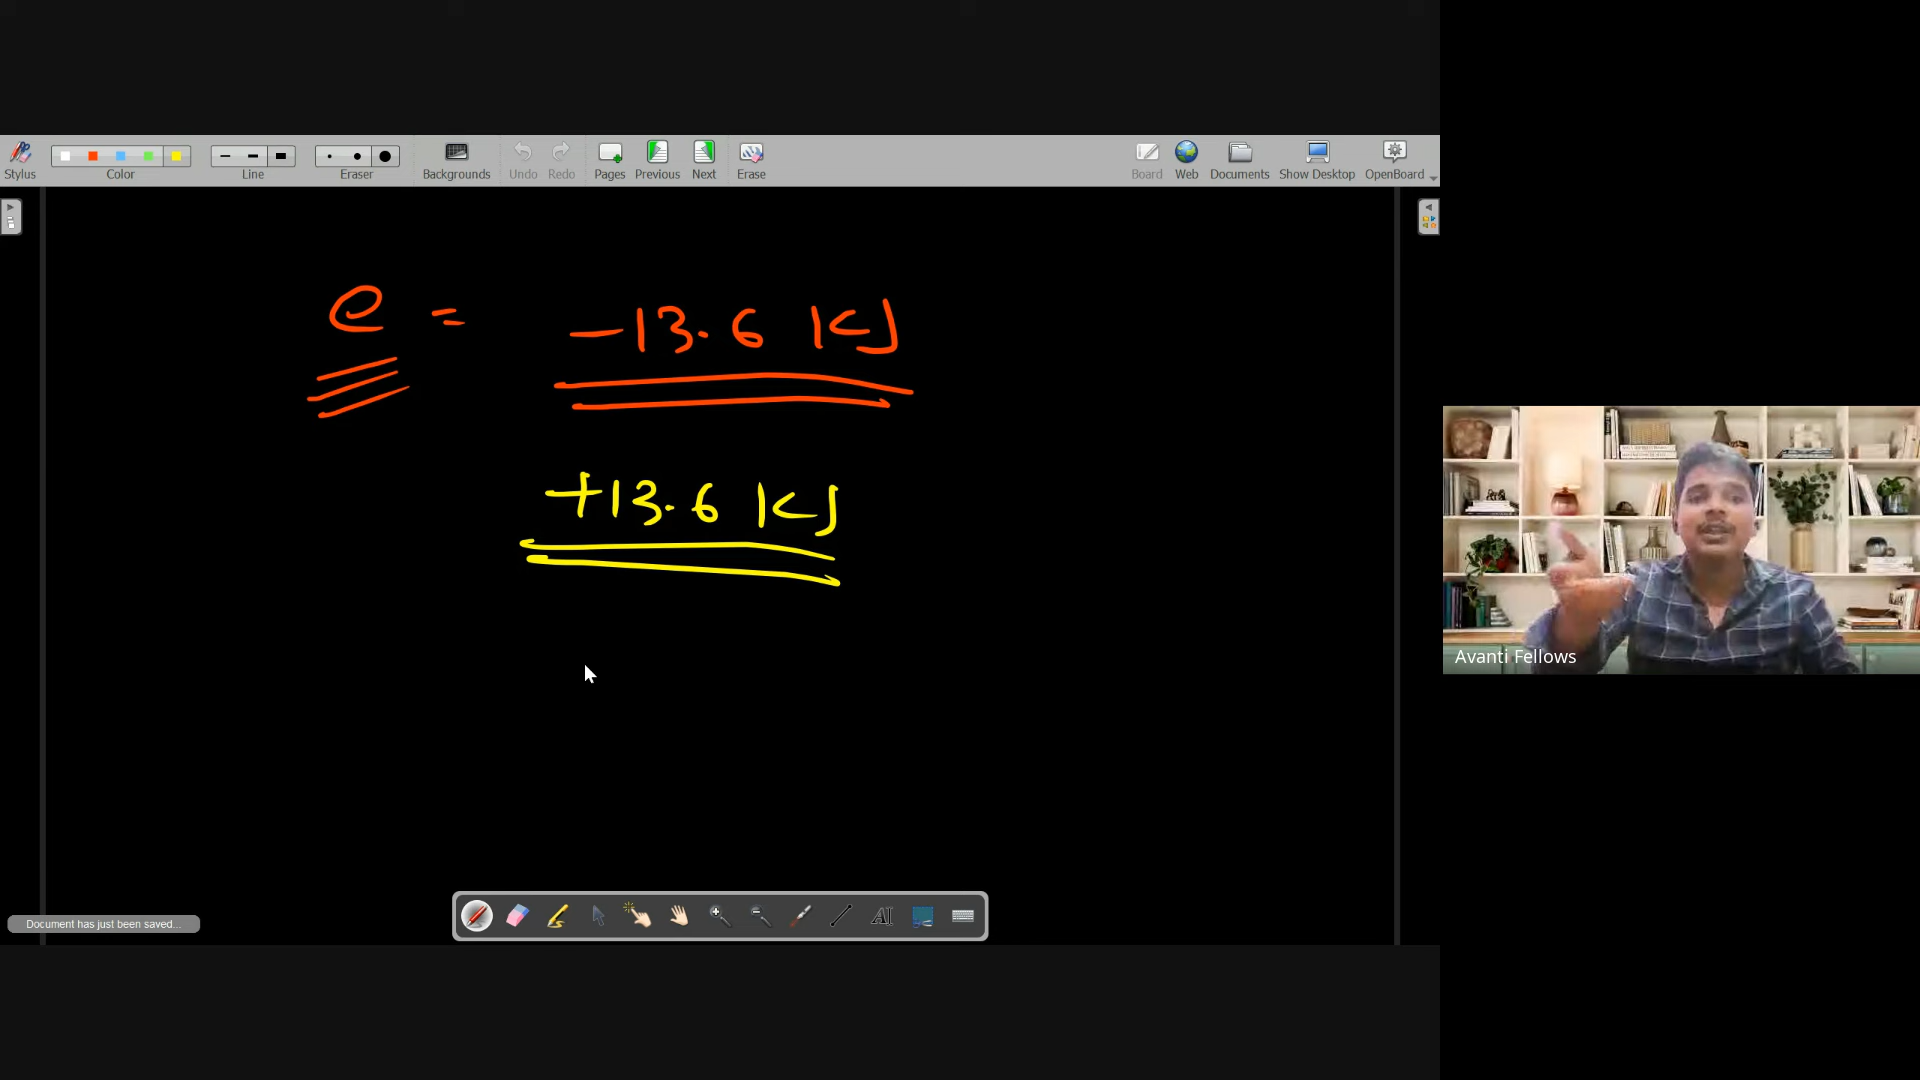 Stylus Color Line Eraser Backgrounds Undo Redo Pages Previous Next Erase Board Web Documents Show Desktop OpenBoard
e = -13.6 KJ
+13.6 KJ
Avanti Fellows
Document has just been saved...